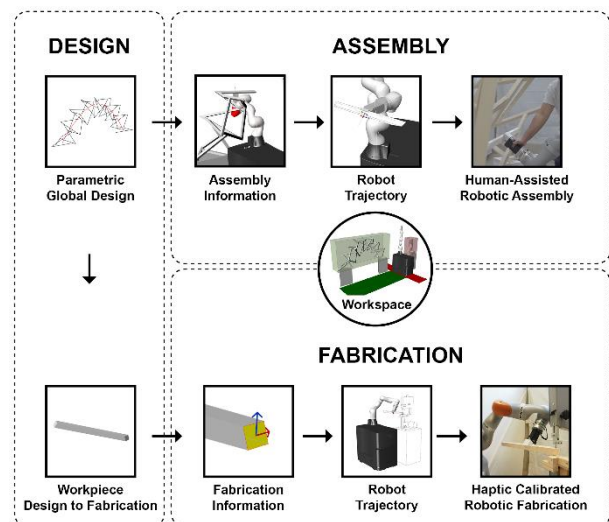 DESIGN
ASSEMBLY
Parametric
Global Design
Assembly
Information
Robot
Trajectory
Human-Assisted
Robotic Assembly
Workspace
FABRICATION
Workpiece
Design to Fabrication
Fabrication
Information
Robot
Trajectory
Haptic Calibrated
Robotic Fabrication